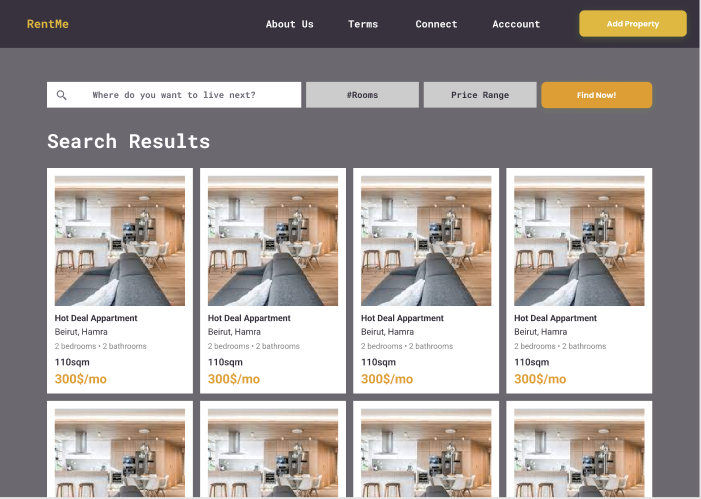 RentMe
About Us
Terms
Connect
Acccount
Add Property
Where do you want to live next?
#Rooms
Price Range
Find Now!
Search Results
Hot Deal Appartment
Beirut, Hamra
2 bedrooms • 2 bathrooms
110sqm
300$/mo
Hot Deal Appartment
Beirut, Hamra
2 bedrooms • 2 bathrooms
110sqm
300$/mo
Hot Deal Appartment
Beirut, Hamra
2 bedrooms • 2 bathrooms
110sqm
300$/mo
Hot Deal Appartment
Beirut, Hamra
2 bedrooms • 2 bathrooms
110sqm
300$/mo